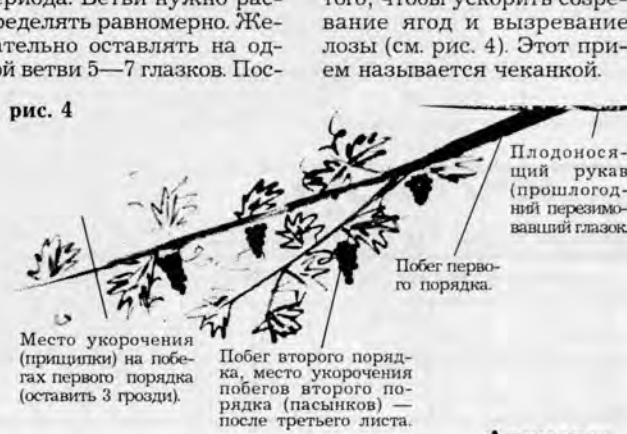 периода. Ветви нужно рас-
ределять равномерно. Же-
ательно оставлять на од-
ой ветви 5—7 глазков. Пос-
того, чтобы ускорить созре-
вание ягод и вызревание
лозы (см. рис. 4). Этот при-
ем называется чеканкой.
рис. 4
Плодонося-
щий рукав
(прошлогод-
ний перезимо-
вавший глазок.
Побег перво-
го порядка.
Место укорочения
(прищипки) на побе-
гах первого порядка
(оставить 3 грозди).
Побег второго поряд-
ка, место укорочения
побегов второго по-
рядка (пасынков) —
после третьего листа.